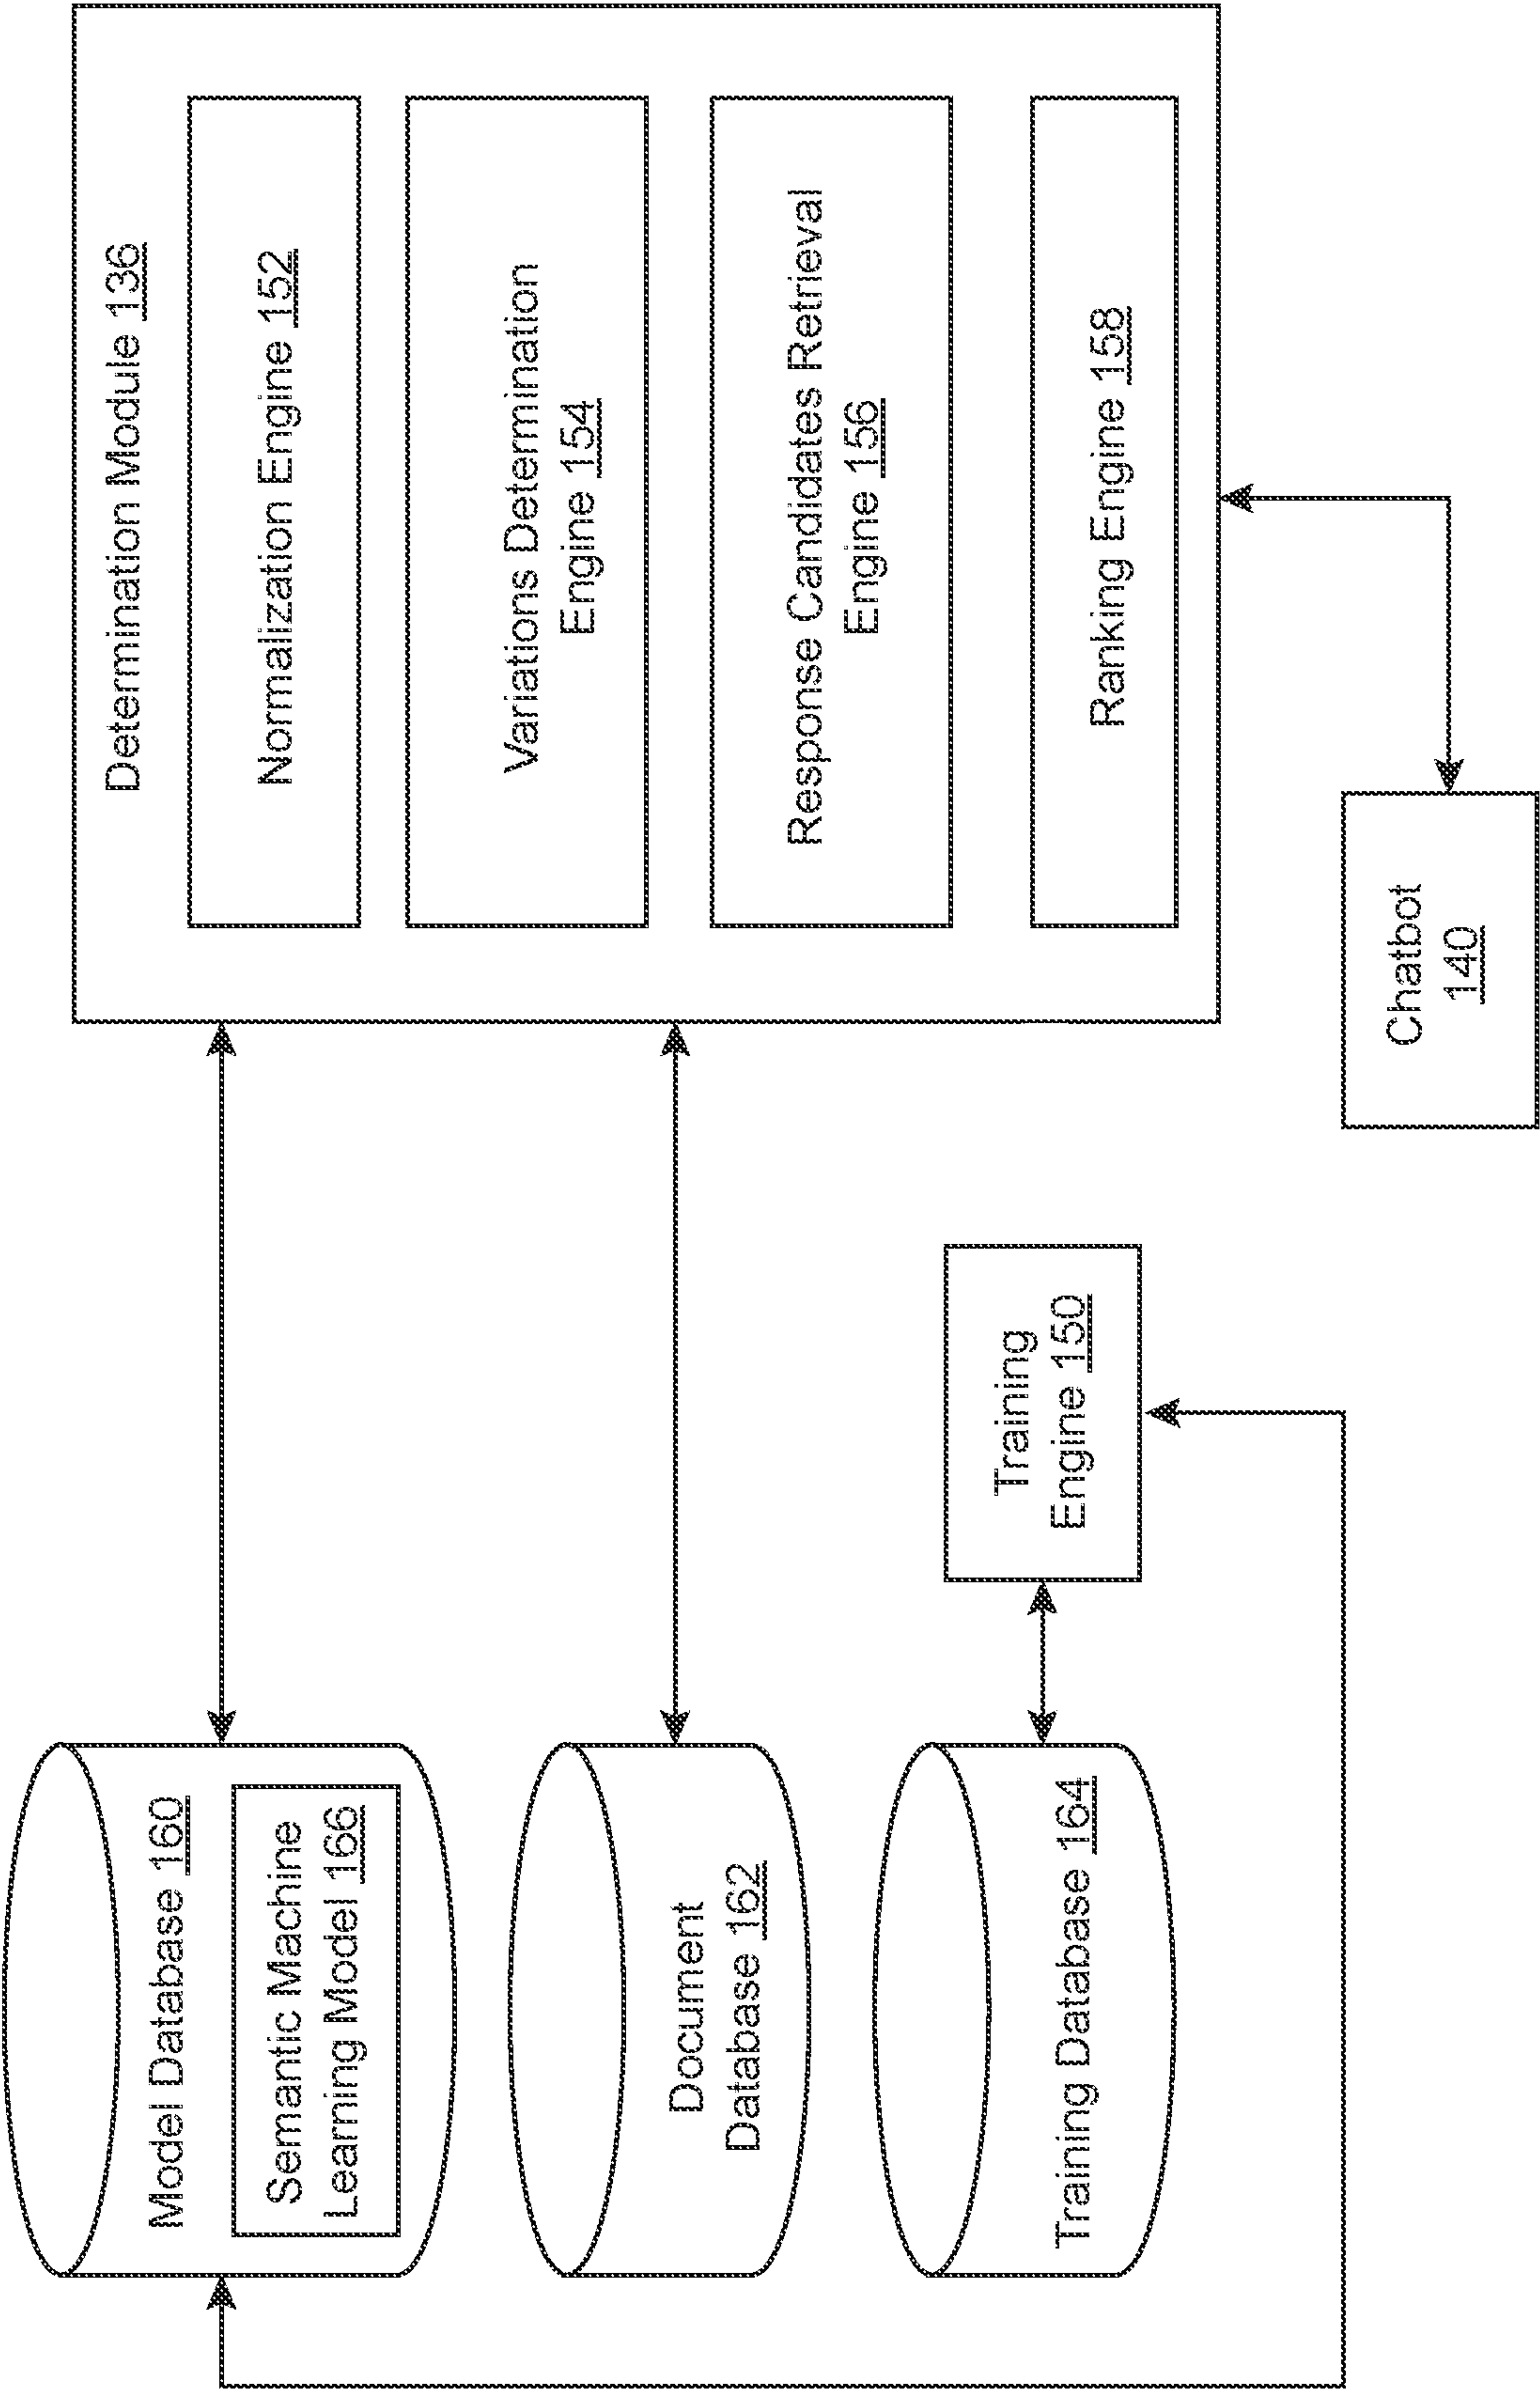 Model Database 160
Semantic Machine
Learning Model 166
Document
Database 162
Training Database 164
Training
Engine 150
Determination Module 136
Normalization Engine 152
Variations Determination
Engine 154
Response Candidates Retrieval
Engine 156
Ranking Engine 158
Chatbot
140